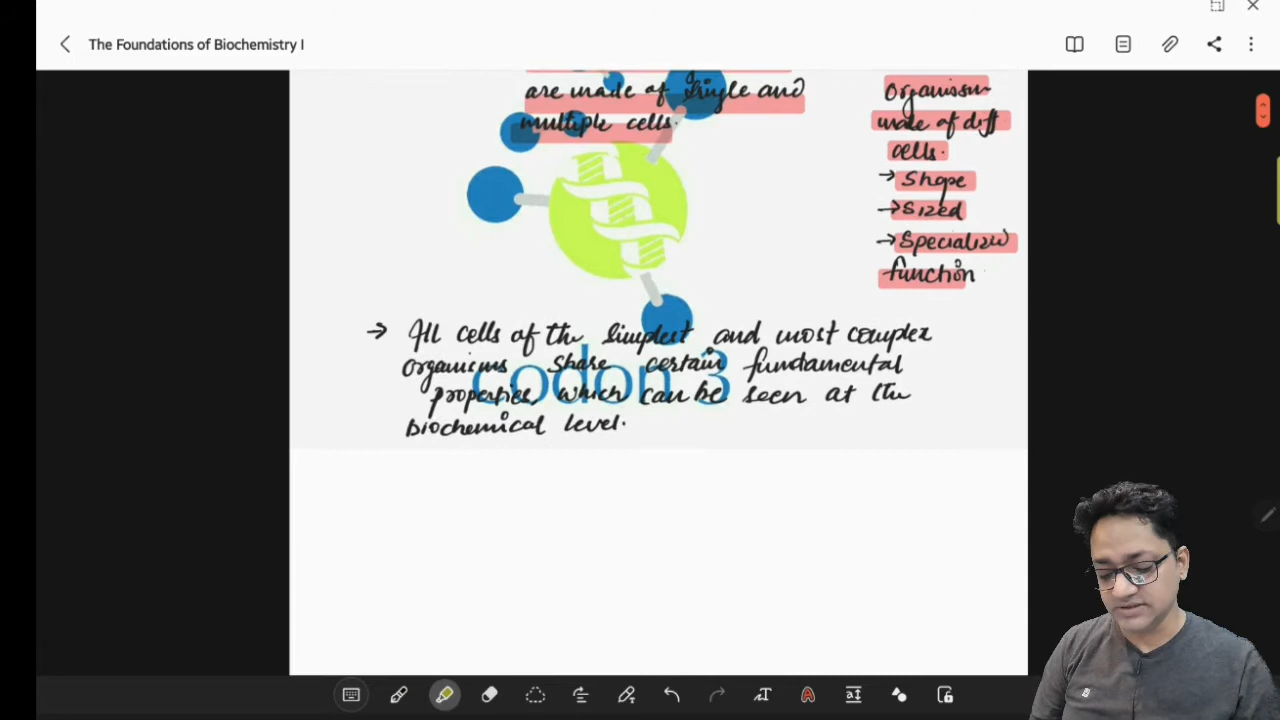 The Foundations of Biochemistry I
are made of single and
multiple cells.
Organism
made of diff
cells.
→ Shape
→ Sized
→ Specialized
function
→ All cells of the simplest and most complex
organisms share certain fundamental
properties, which can be seen at the
biochemical level.
codon 3